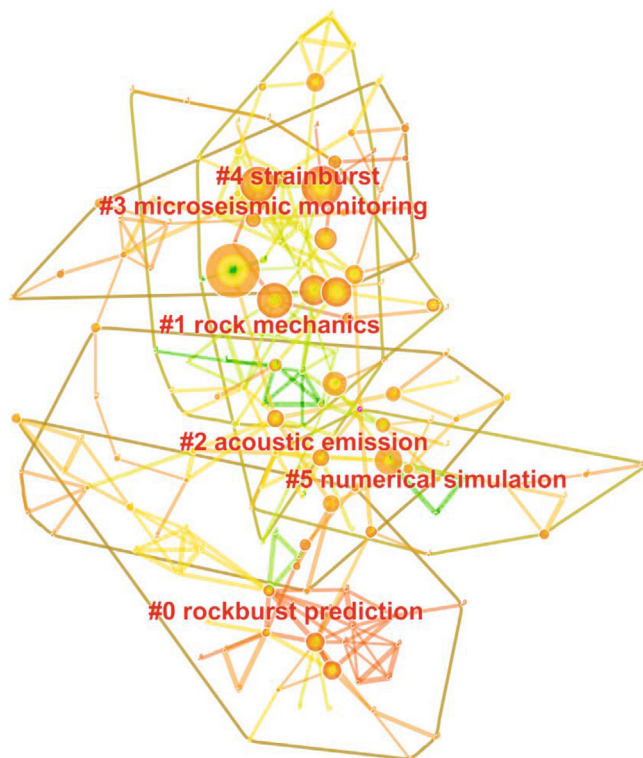 #4 strainburst
#3 microseismic monitoring
#1 rock mechanics
#2 acoustic emission
#5 numerical simulation
#0 rockburst prediction